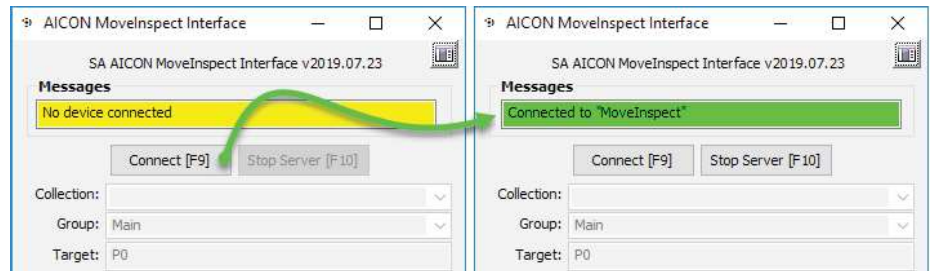 AICON MoveInspect Interface
SA AICON MoveInspect Interface v2019.07.23
Messages
No device connected
Connect [F9] Stop Server [F10]
Collection:
Group: Main
Target: P0
AICON MoveInspect Interface
SA AICON MoveInspect Interface v2019.07.23
Messages
Connected to "MoveInspect"
Connect [F9] Stop Server [F10]
Collection:
Group: Main
Target: P0